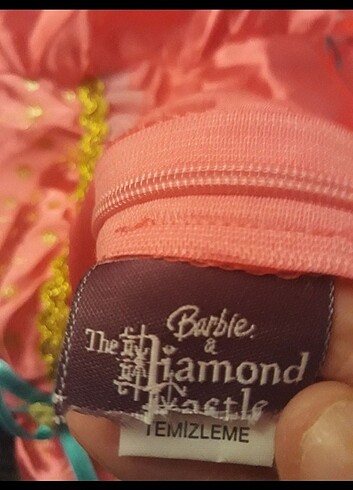 Barbie
&
The Diamond
Castle
TEMİZLEME